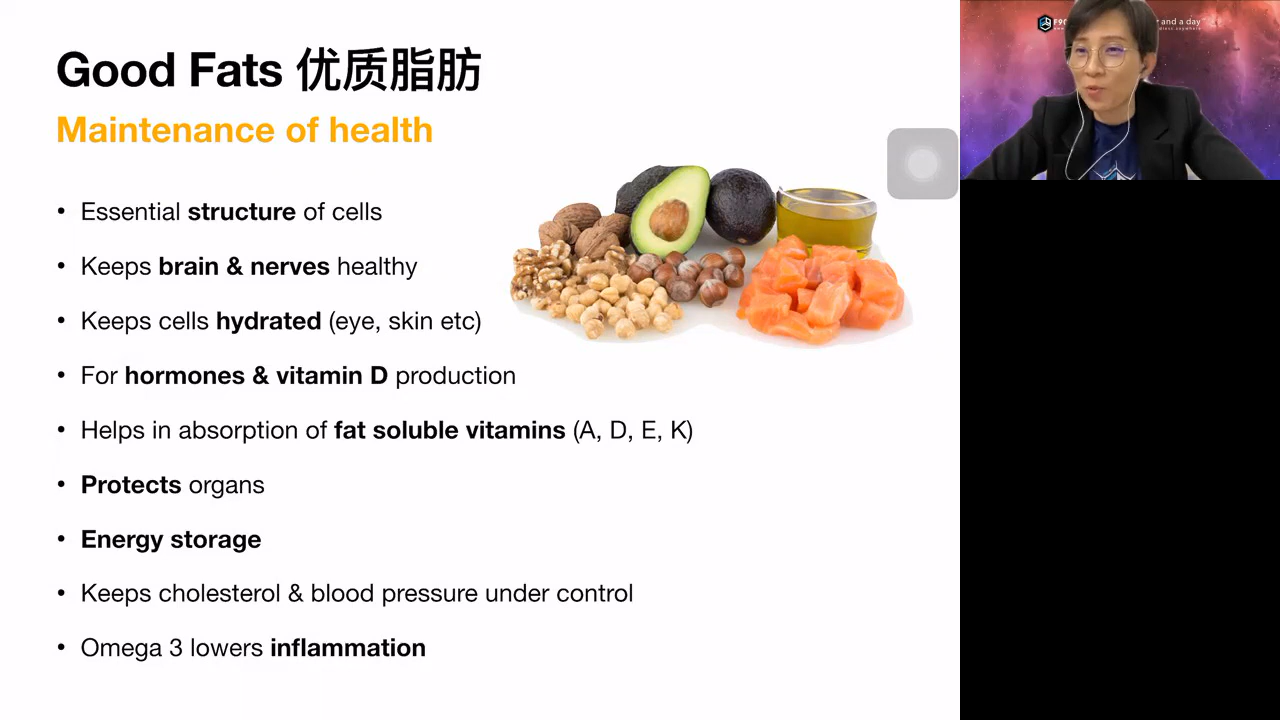 Good Fats 优质脂肪
Maintenance of health
• Essential structure of cells
• Keeps brain & nerves healthy
• Keeps cells hydrated (eye, skin etc)
• For hormones & vitamin D production
• Helps in absorption of fat soluble vitamins (A, D, E, K)
• Protects organs
• Energy storage
• Keeps cholesterol & blood pressure under control
• Omega 3 lowers inflammation
and a day